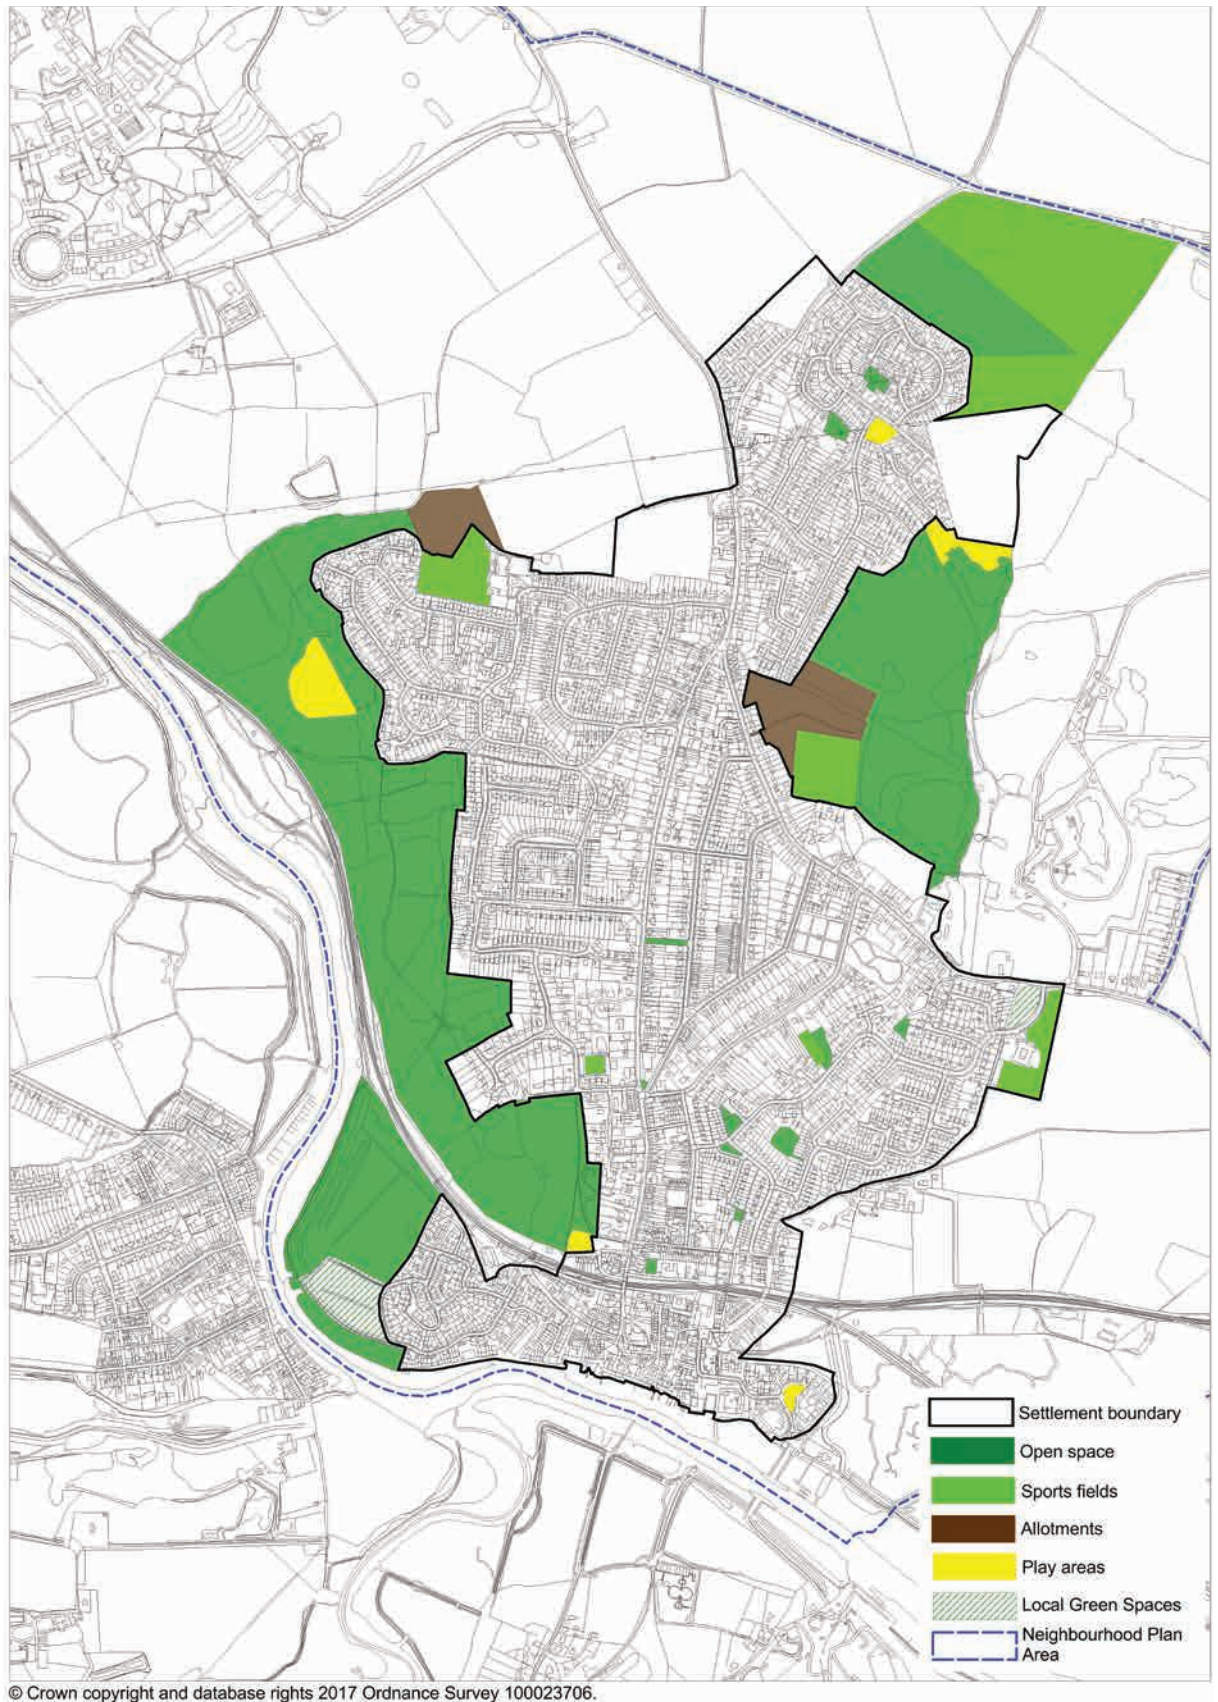 Settlement boundary
Open space
Sports fields
Allotments
Play areas
Local Green Spaces
Neighbourhood Plan
Area
© Crown copyright and database rights 2017 Ordnance Survey 100023706.